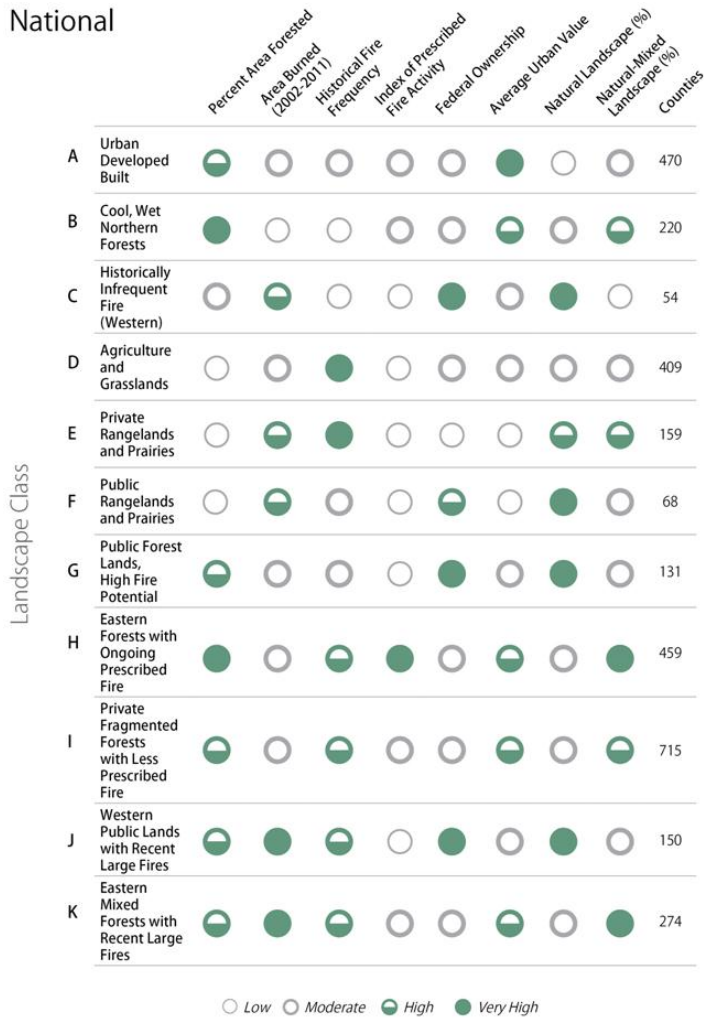 National
Percent Area Forested
Area Burned
(2002-2011)
Historical Fire
Frequency
Index of Prescribed
Fire Activity
Federal Ownership
Average Urban Value
Natural Landscape (%)
Natural-Mixed
Landscape (%)
Counties
Landscape Class
A
Urban
Developed
Built
470
B
Cool, Wet
Northern
Forests
220
C
Historically
Infrequent
Fire
(Western)
54
D
Agriculture
and
Grasslands
409
E
Private
Rangelands
and Prairies
159
F
Public
Rangelands
and Prairies
68
G
Public Forest
Lands,
High Fire
Potential
131
H
Eastern
Forests with
Ongoing
Prescribed
Fire
459
I
Private
Fragmented
Forests
with Less
Prescribed
Fire
715
J
Western
Public Lands
with Recent
Large Fires
150
K
Eastern
Mixed
Forests with
Recent Large
Fires
274
Low Moderate High Very High